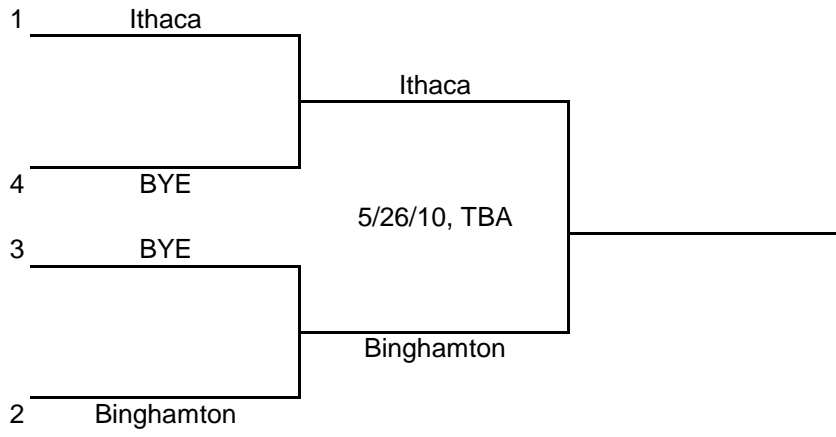 1 Ithaca
Ithaca
4 BYE
5/26/10, TBA
3 BYE
Binghamton
2 Binghamton